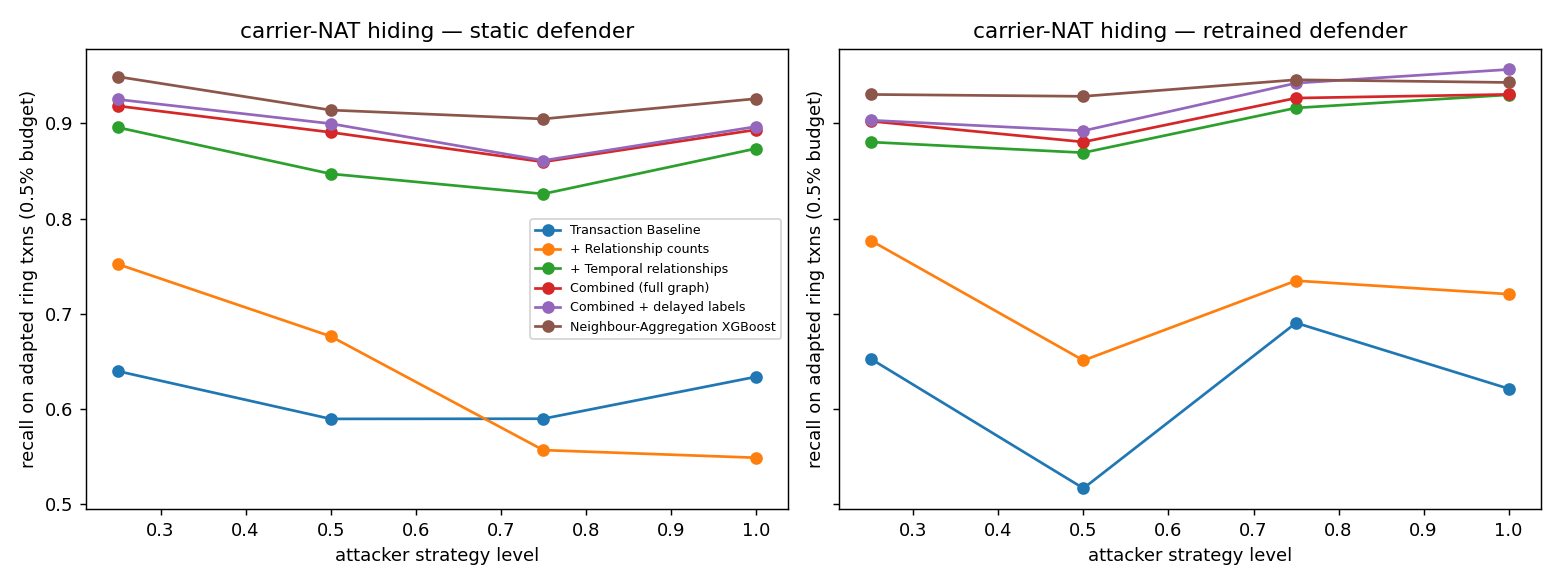 carrier-NAT hiding — static defender
recall on adapted ring txns (0.5% budget)
0.9
0.8
0.7
0.6
0.5
Transaction Baseline
+ Relationship counts
+ Temporal relationships
Combined (full graph)
Combined + delayed labels
Neighbour-Aggregation XGBoost
0.3 0.4 0.5 0.6 0.7 0.8 0.9 1.0
attacker strategy level
carrier-NAT hiding — retrained defender
recall on adapted ring txns (0.5% budget)
0.3 0.4 0.5 0.6 0.7 0.8 0.9 1.0
attacker strategy level